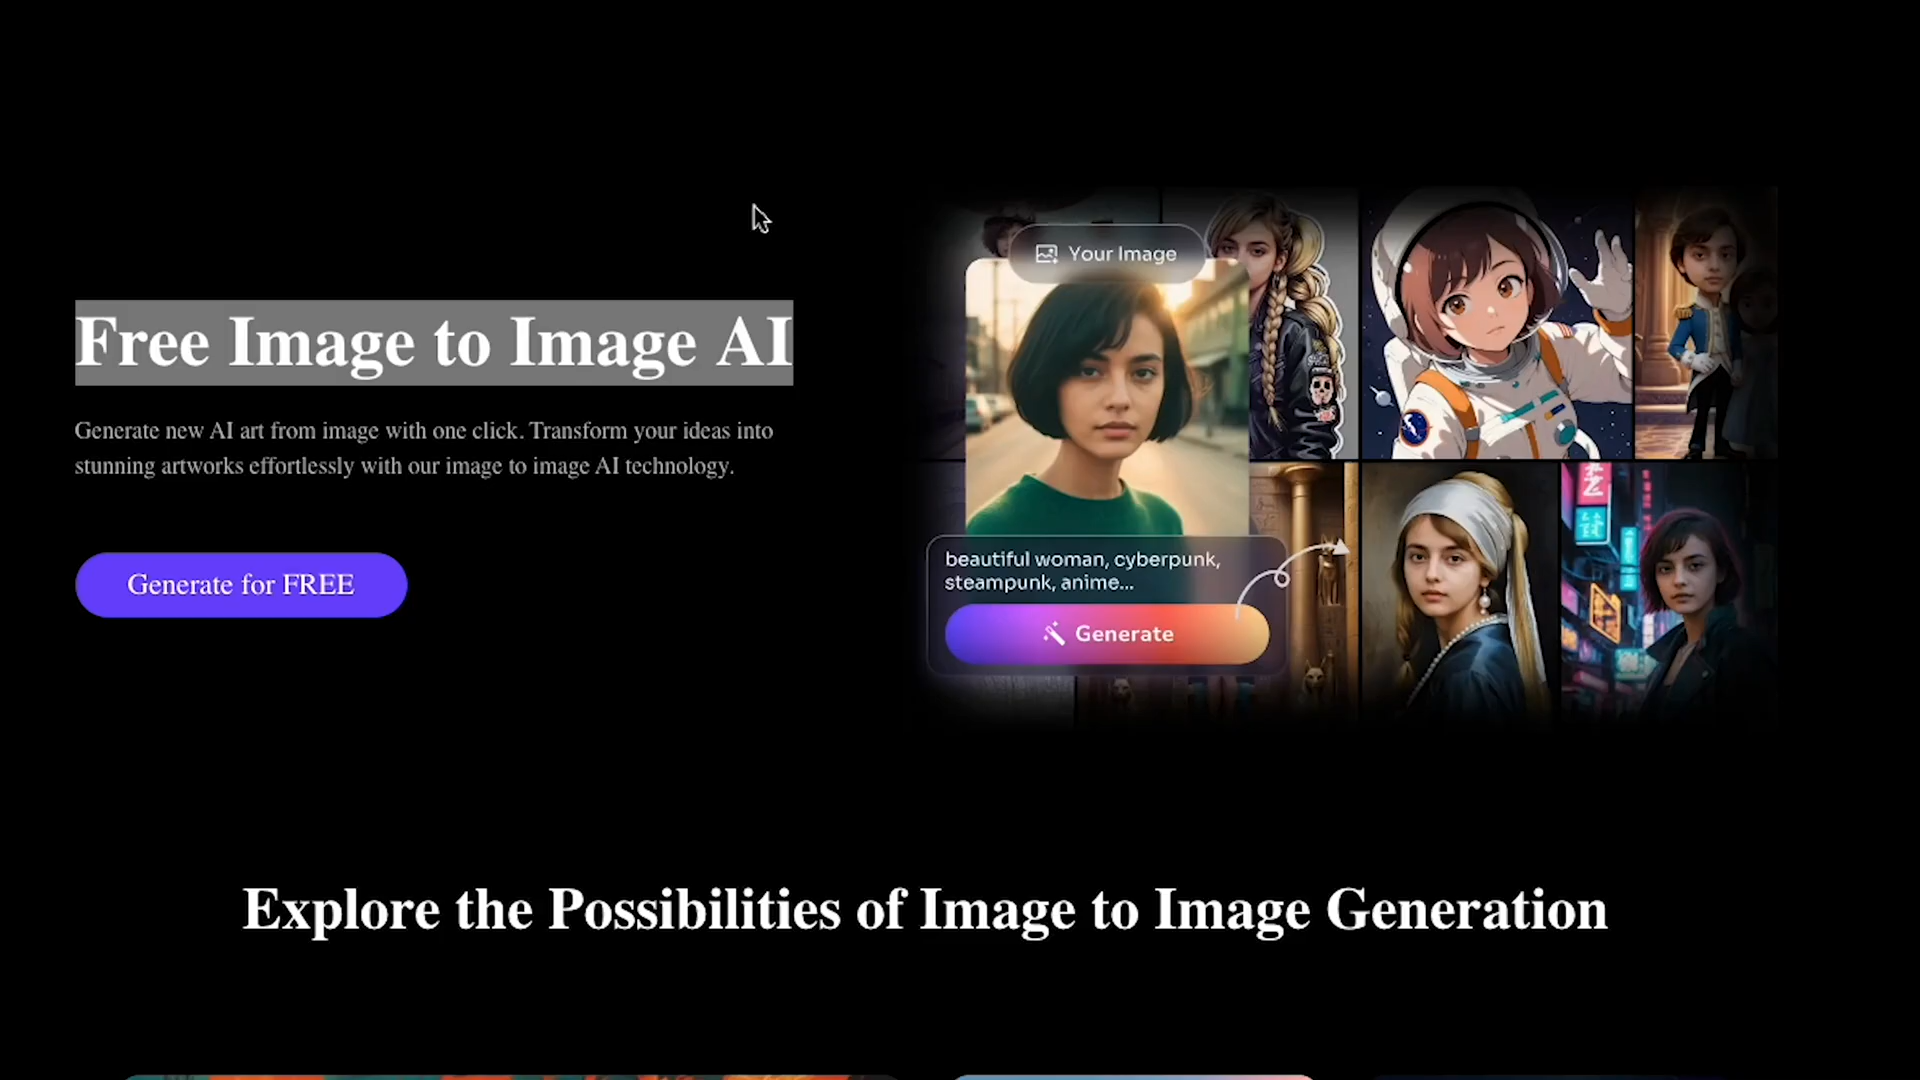 Free Image to Image AI
Generate new AI art from image with one click. Transform your ideas into
stunning artworks effortlessly with our image to image AI technology.
Generate for FREE
Your Image
beautiful woman, cyberpunk,
steampunk, anime...
Generate
Explore the Possibilities of Image to Image Generation